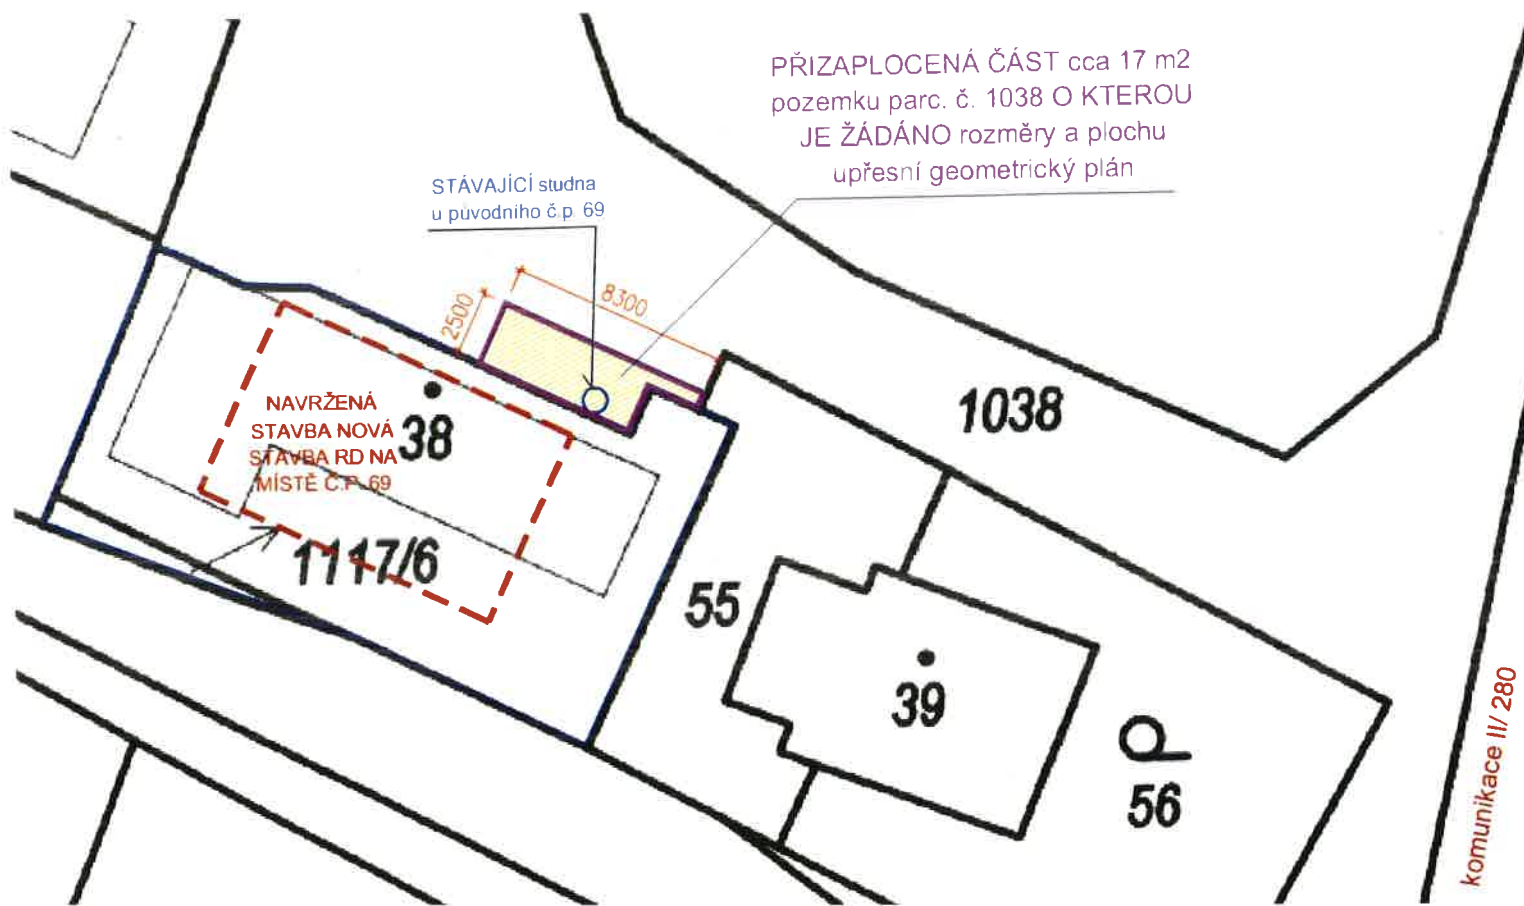 PŘIZAPLOCENÁ ČÁST cca 17 m2
pozemku parc. č. 1038 O KTEROU
JE ŽÁDÁNO rozměry a plochu
upřesní geometrický plán
STÁVAJÍCÍ studna
u původního č.p. 69
8300
2500
NAVRŽENÁ
STAVBA NOVÁ
STAVBA RD NA
MÍSTĚ Č.P. 69
38
1038
1117/6
55
39
56
komunikace II/ 280